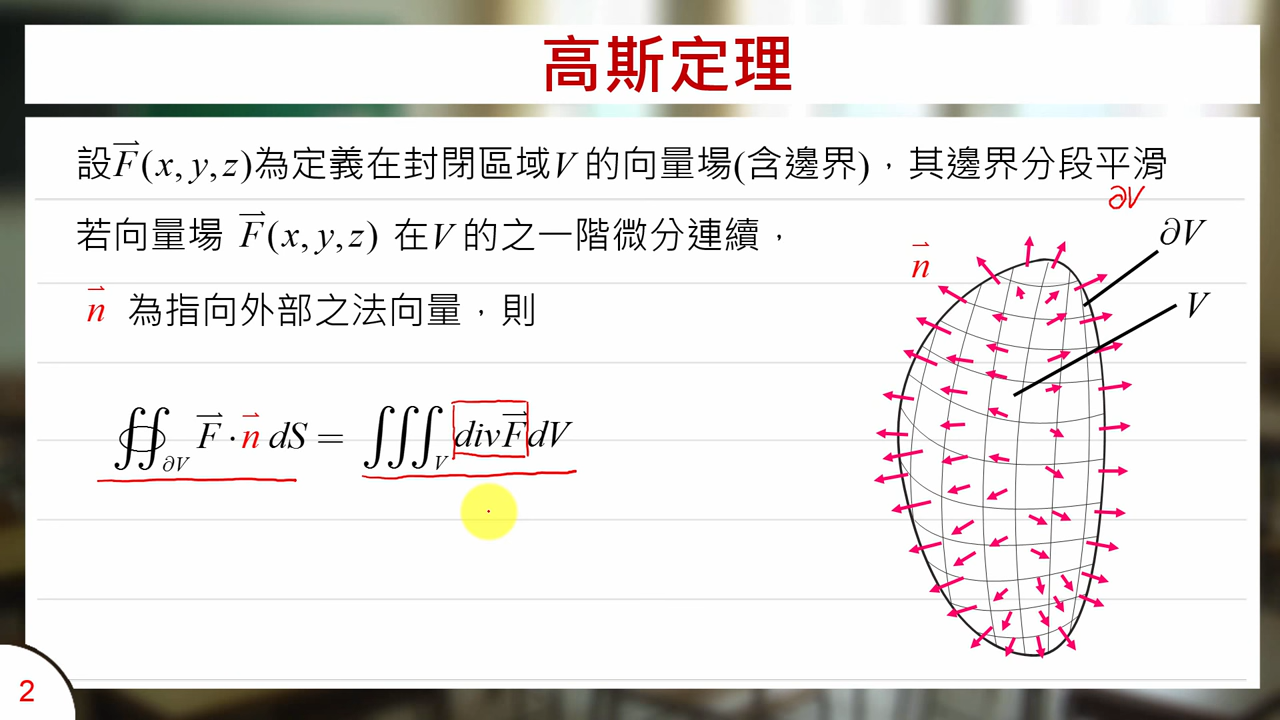 高斯定理
設F⃗(x, y, z)為定義在封閉區域V 的向量場(含邊界)，其邊界分段平滑
∂V
若向量場 F⃗(x, y, z) 在V 的之一階微分連續，
n⃗ 為指向外部之法向量，則
∯∂V F⃗ · n⃗ dS = ∭V divF⃗ dV
n⃗
∂V
V
2